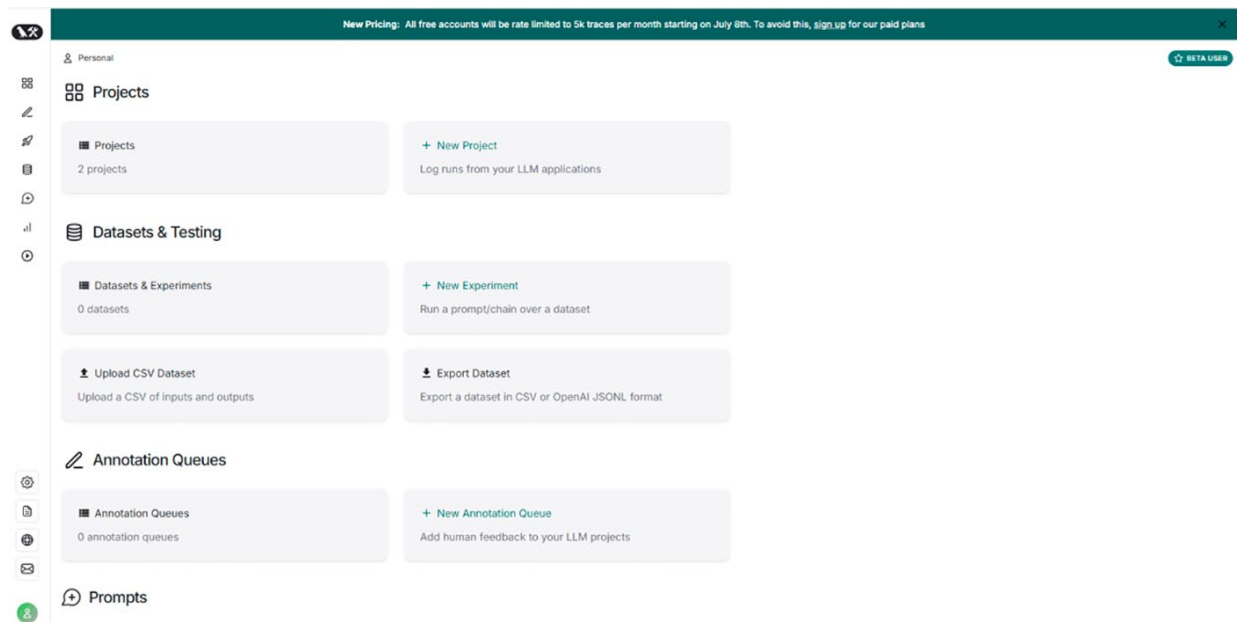 New Pricing: All free accounts will be rate limited to 5k traces per month starting on July 8th. To avoid this, sign up for our paid plans
Personal
BETA USER
Projects
Projects
2 projects
+ New Project
Log runs from your LLM applications
Datasets & Testing
Datasets & Experiments
0 datasets
+ New Experiment
Run a prompt/chain over a dataset
Upload CSV Dataset
Upload a CSV of inputs and outputs
Export Dataset
Export a dataset in CSV or OpenAI JSONL format
Annotation Queues
Annotation Queues
0 annotation queues
+ New Annotation Queue
Add human feedback to your LLM projects
Prompts